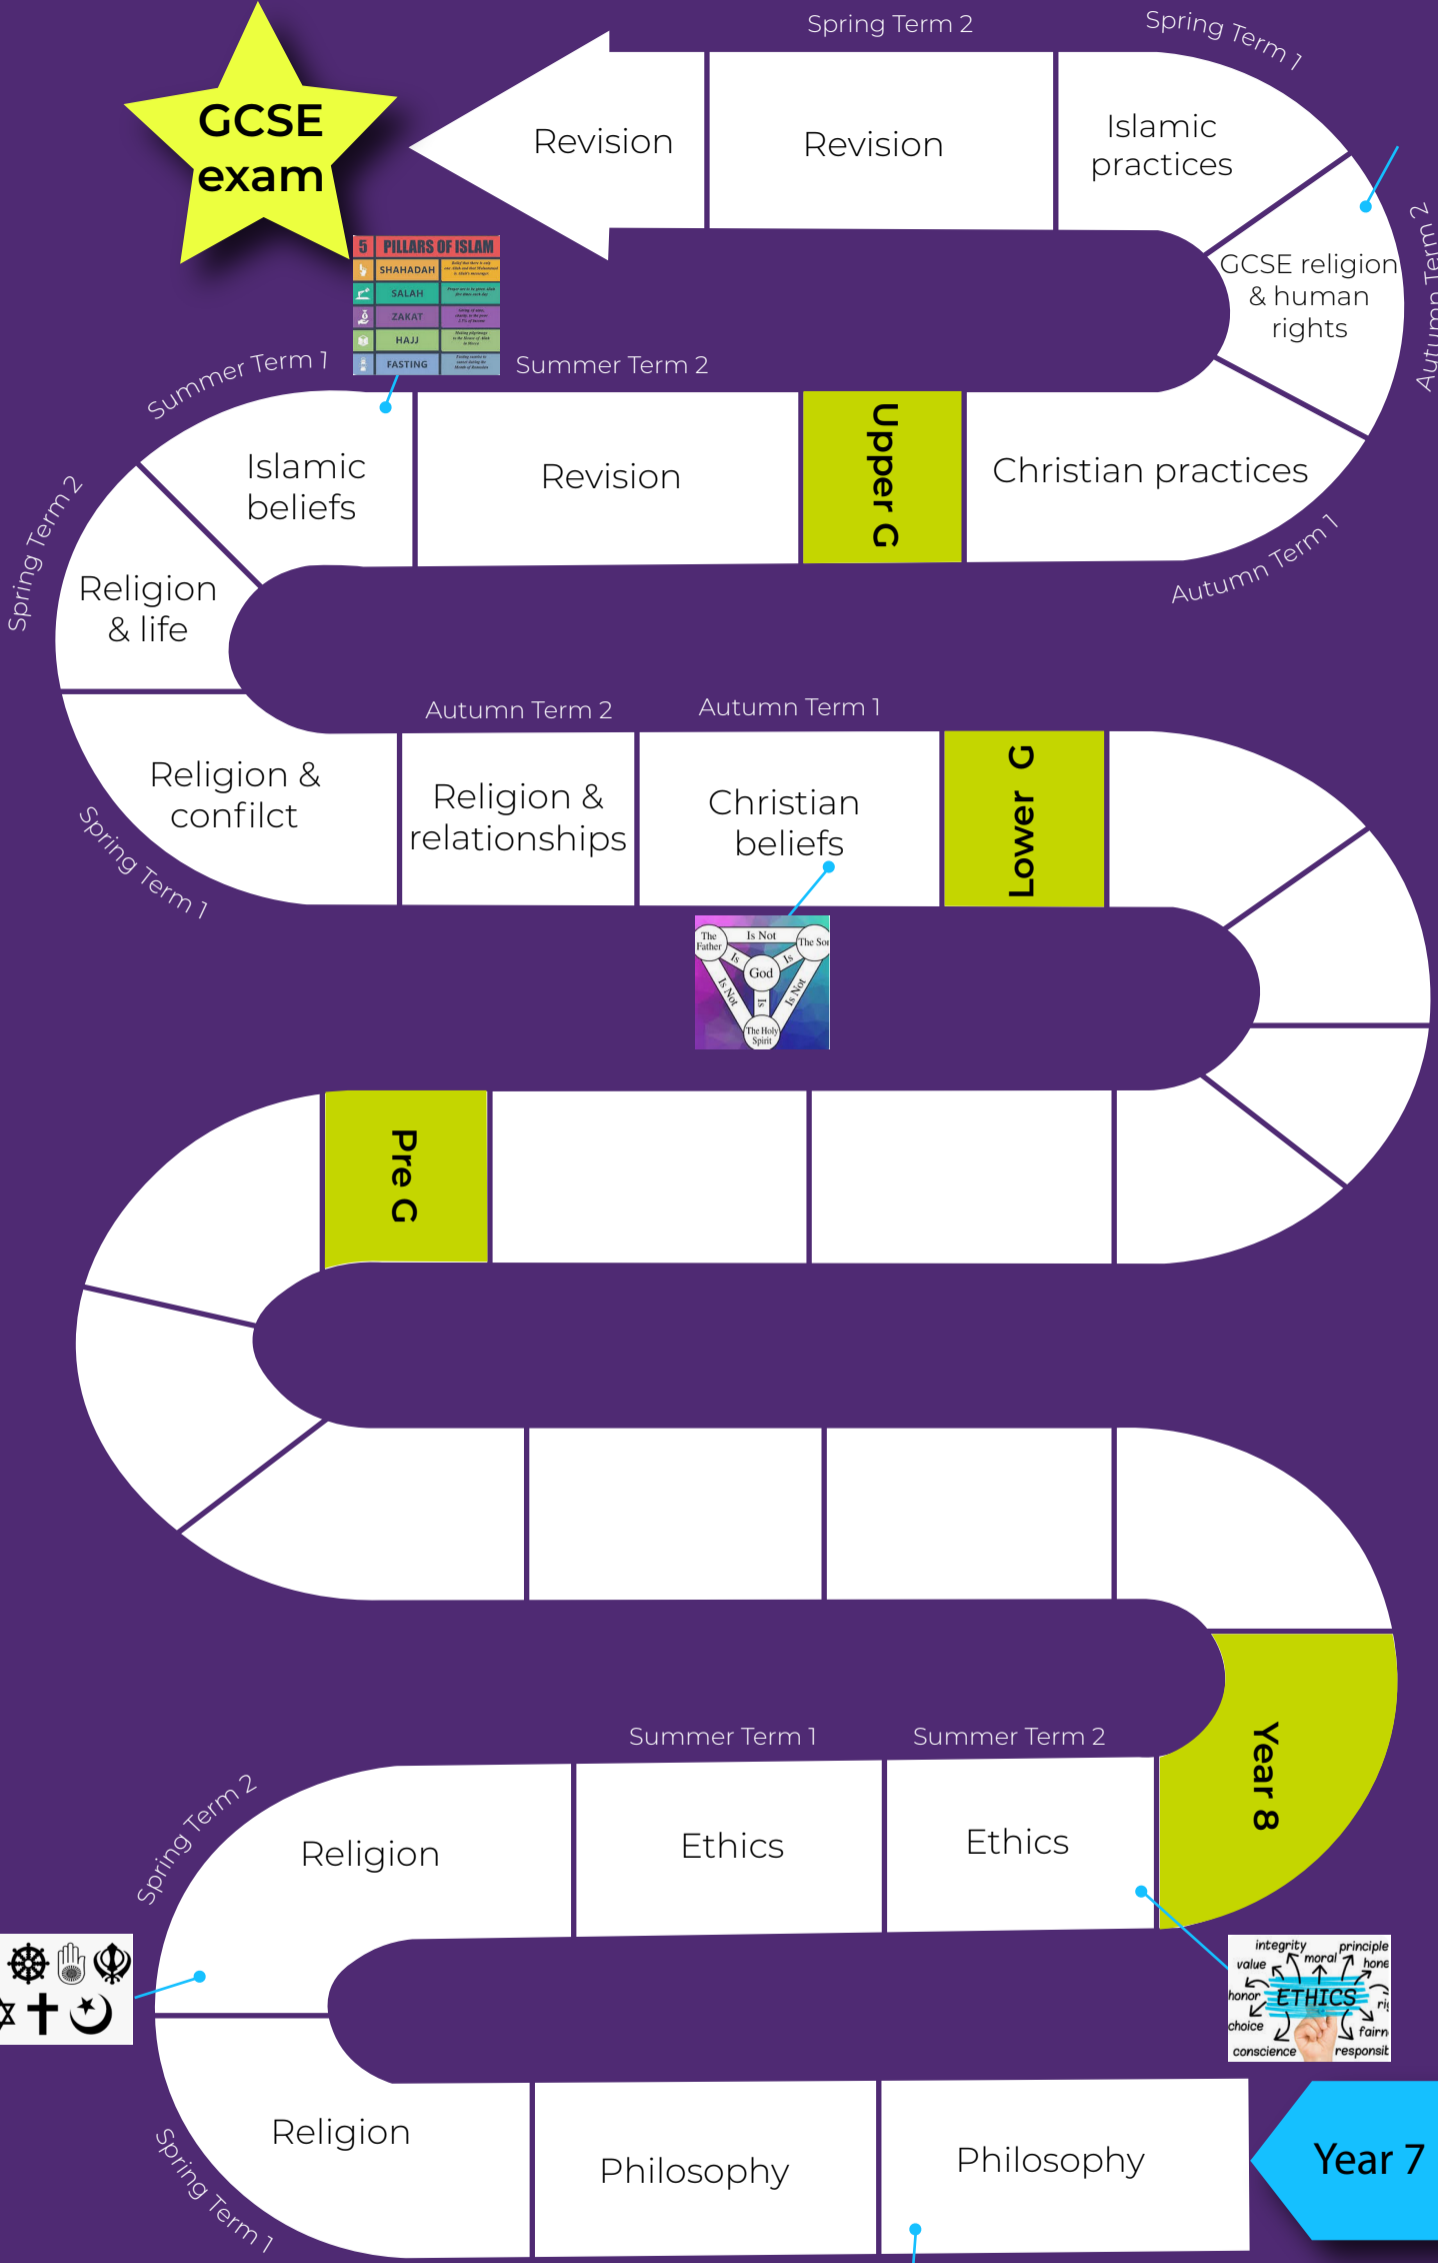 Spring Term 2
Spring Term 1
GCSE
exam
Revision
Revision
Islamic
practices
Autumn Term 2
GCSE religion
& human
rights
5 PILLARS OF ISLAM
SHAHADAH
SALAH
ZAKAT
HAJJ
FASTING
Summer Term 1
Summer Term 2
Islamic
beliefs
Revision
Upper G
Christian practices
Autumn Term 1
Spring Term 2
Religion
& life
Autumn Term 2
Autumn Term 1
Religion &
confilct
Religion &
relationships
Christian
beliefs
Lower G
Spring Term 1
The
Father
Is Not
The Son
Is
Is
God
Is Not
Is
Is Not
The Holy
Spirit
Pre G
Year 8
Summer Term 1
Summer Term 2
Spring Term 2
Religion
Ethics
Ethics
integrity
principle
value
moral
hone
honor
ETHICS
ri
choice
fairn
conscience
responsit
Religion
Philosophy
Philosophy
Year 7
Spring Term 1